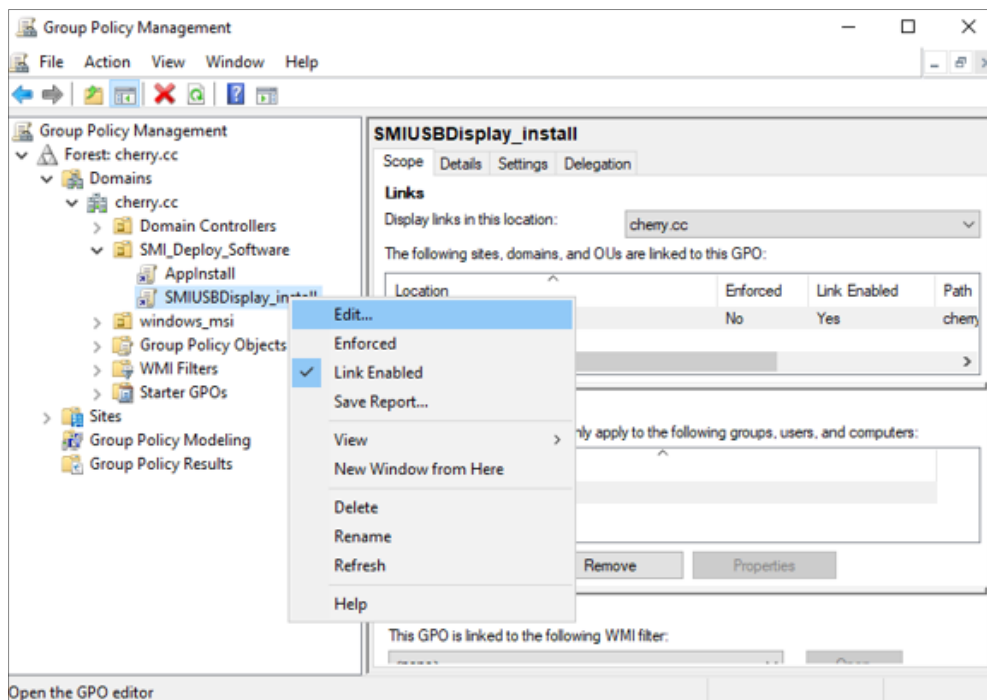 Group Policy Management
File Action View Window Help
Group Policy Management
Forest: cherry.cc
Domains
cherry.cc
Domain Controllers
SMI_Deploy_Software
AppInstall
SMIUSBDisplay_install
windows_msi
Group Policy Objects
WMI Filters
Starter GPOs
Sites
Group Policy Modeling
Group Policy Results
SMIUSBDisplay_install
Scope Details Settings Delegation
Links
Display links in this location: cherry.cc
The following sites, domains, and OUs are linked to this GPO:
Location Enforced Link Enabled Path
No Yes cherry
Edit...
Enforced
Link Enabled
Save Report...
View
New Window from Here
Delete
Rename
Refresh
Help
only apply to the following groups, users, and computers:
Remove Properties
This GPO is linked to the following WMI filter:
Open the GPO editor